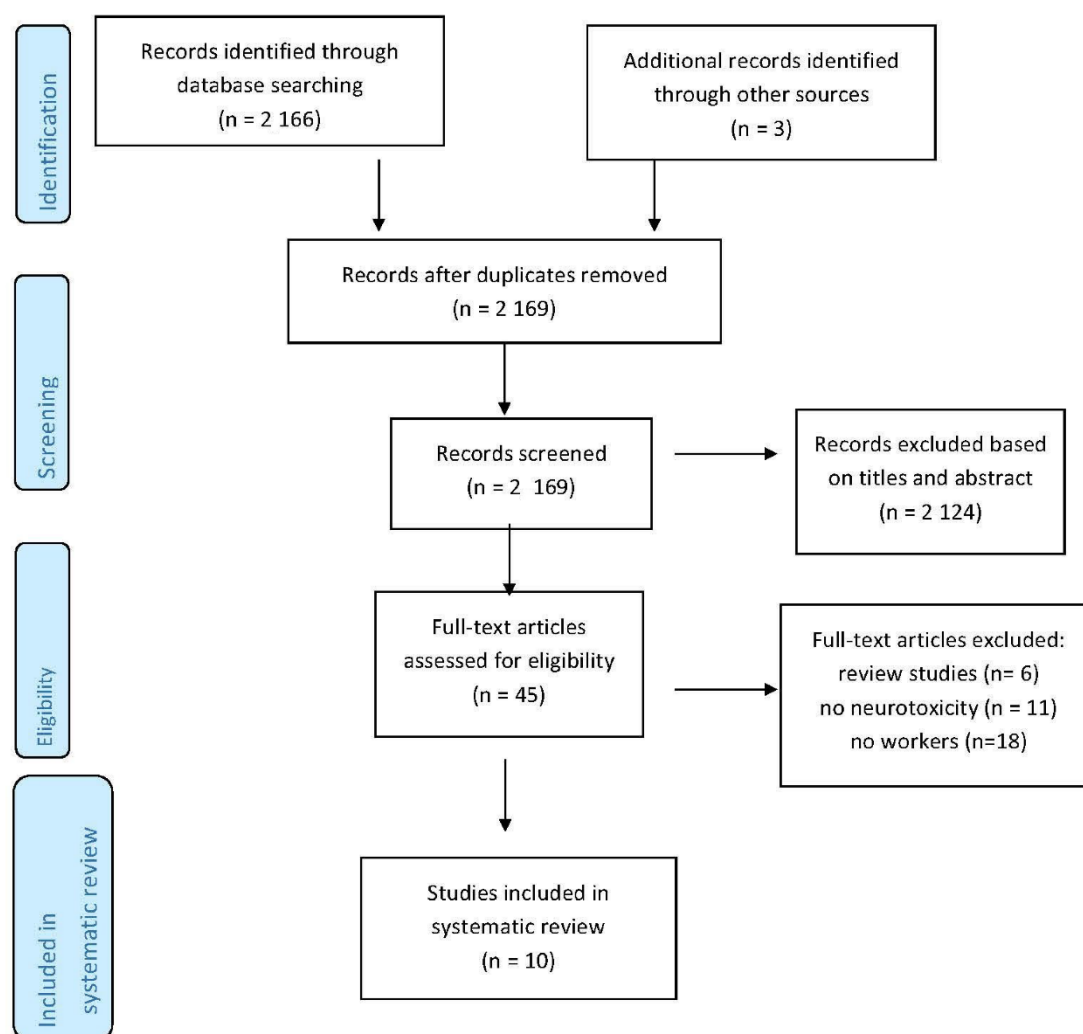 Identification
Records identified through
database searching
(n = 2 166)
Additional records identified
through other sources
(n = 3)
Records after duplicates removed
(n = 2 169)
Screening
Records screened
(n = 2  169)
Records excluded based
on titles and abstract
(n = 2 124)
Eligibility
Full-text articles
assessed for eligibility
(n = 45)
Full-text articles excluded:
review studies (n= 6)
no neurotoxicity (n = 11)
no workers (n=18)
Included in
systematic review
Studies included in
systematic review
(n = 10)